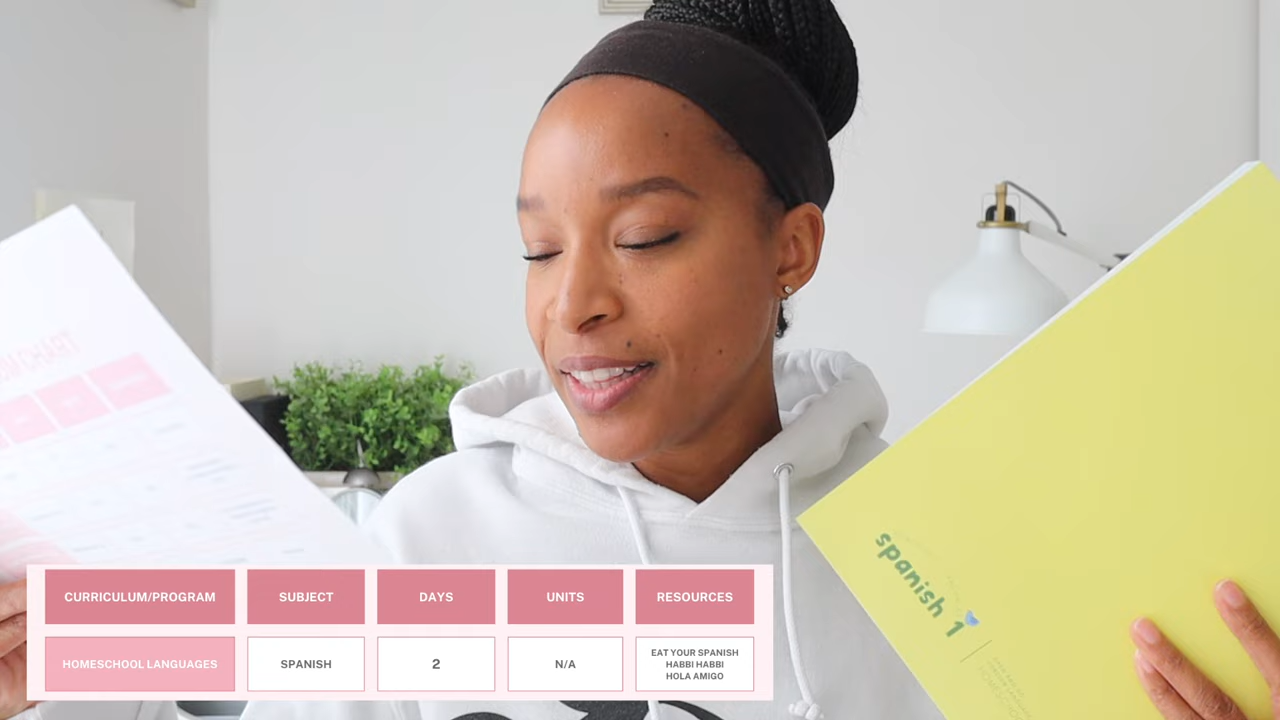 spanish 1
CURRICULUM/PROGRAM SUBJECT DAYS UNITS RESOURCES
HOMESCHOOL LANGUAGES SPANISH 2 N/A EAT YOUR SPANISH
HABBI HABBI
HOLA AMIGO